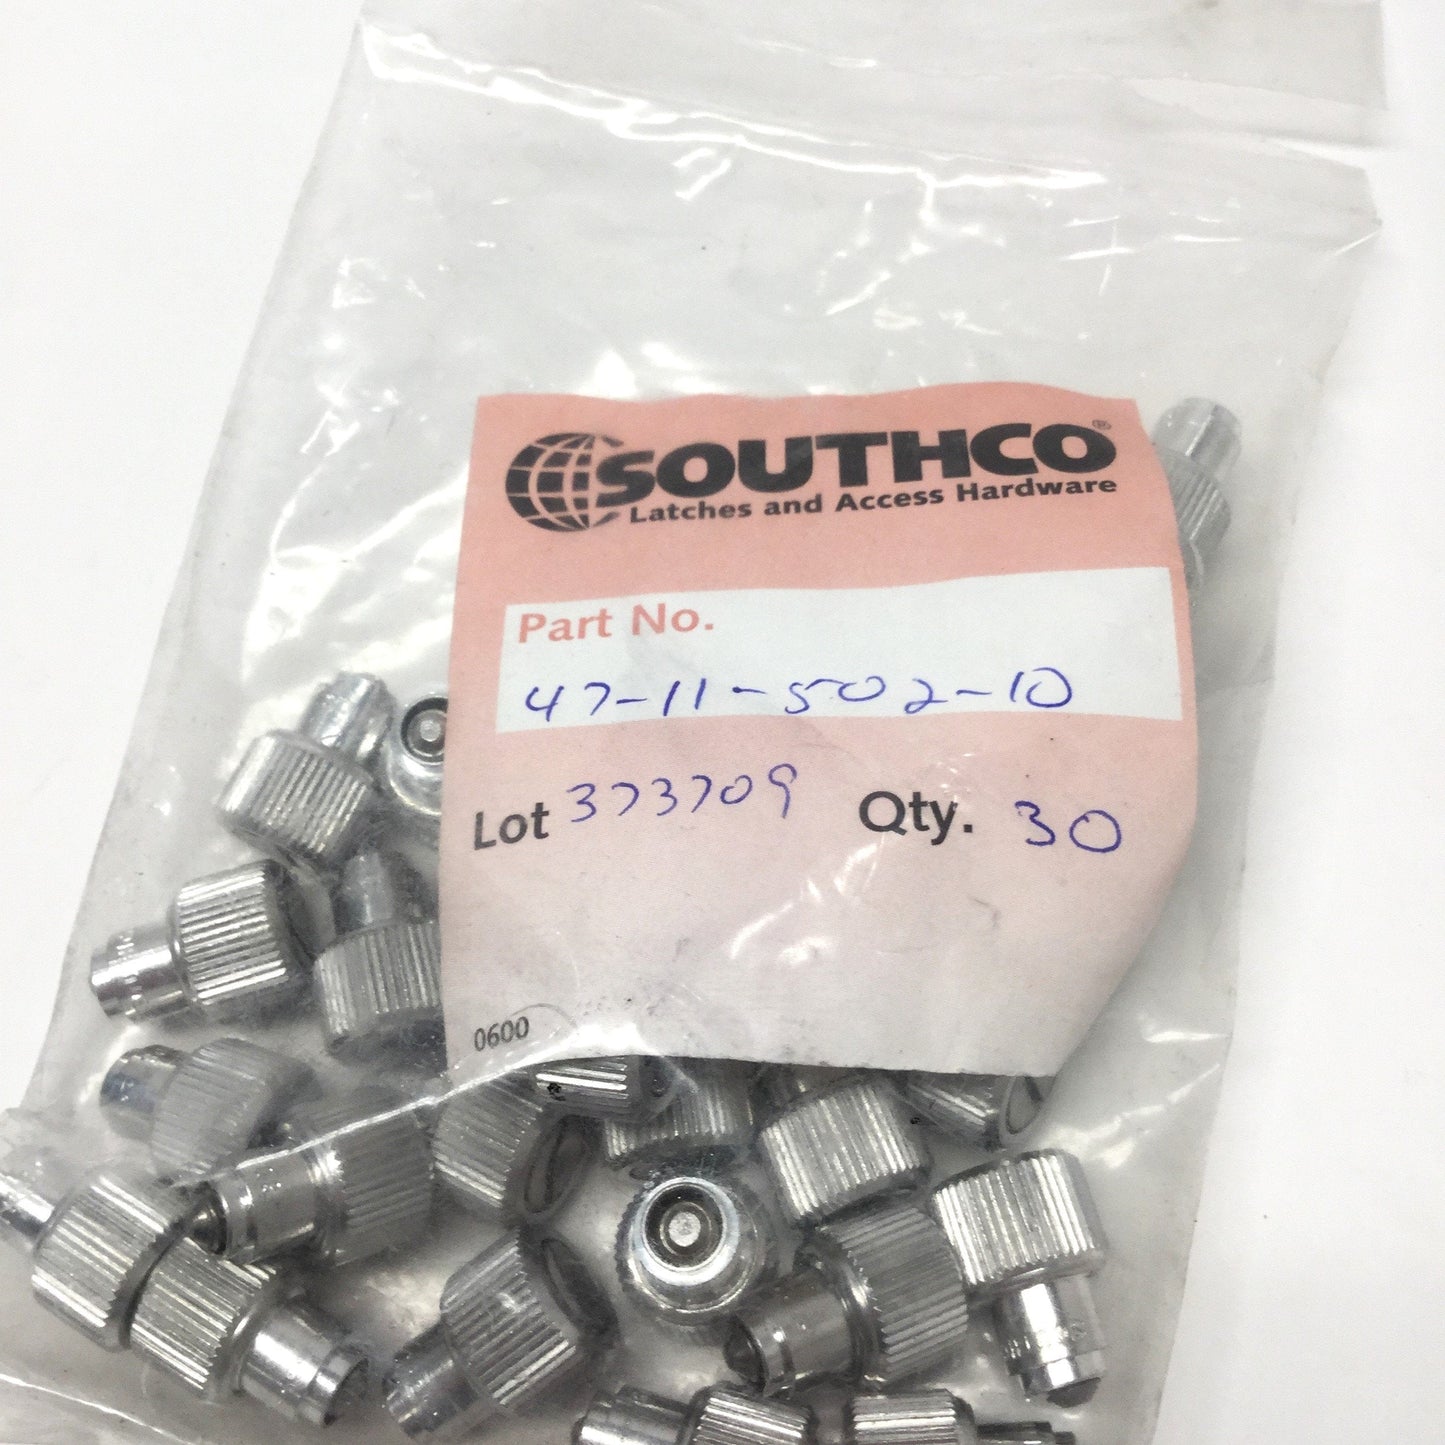 SOUTHCO®
Latches and Access Hardware
Part No.
47-11-502-10
Lot 373709 Qty. 30
0600